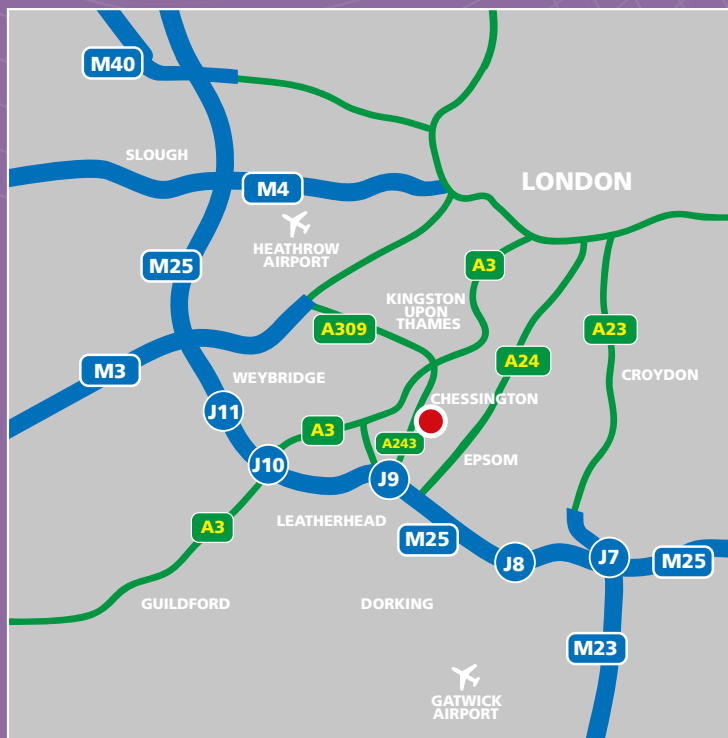 M40
SLOUGH
LONDON
M4
HEATHROW
AIRPORT
M25
A3
KINGSTON
UPON
THAMES
A309
A23
A24
M3
WEYBRIDGE
CROYDON
CHESSINGTON
J11
A3
A243
J10
EPSOM
J9
LEATHERHEAD
A3
M25
J8
J7
M25
GUILDFORD
DORKING
M23
GATWICK
AIRPORT